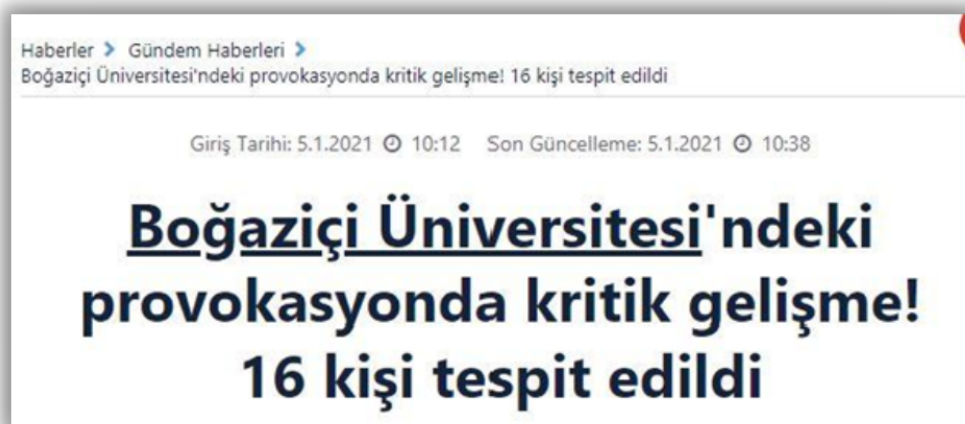 Haberler > Gündem Haberleri >
Boğaziçi Üniversitesi'ndeki provokasyonda kritik gelişme! 16 kişi tespit edildi
Giriş Tarihi: 5.1.2021 10:12 Son Güncelleme: 5.1.2021 10:38
Boğaziçi Üniversitesi'ndeki
provokasyonda kritik gelişme!
16 kişi tespit edildi